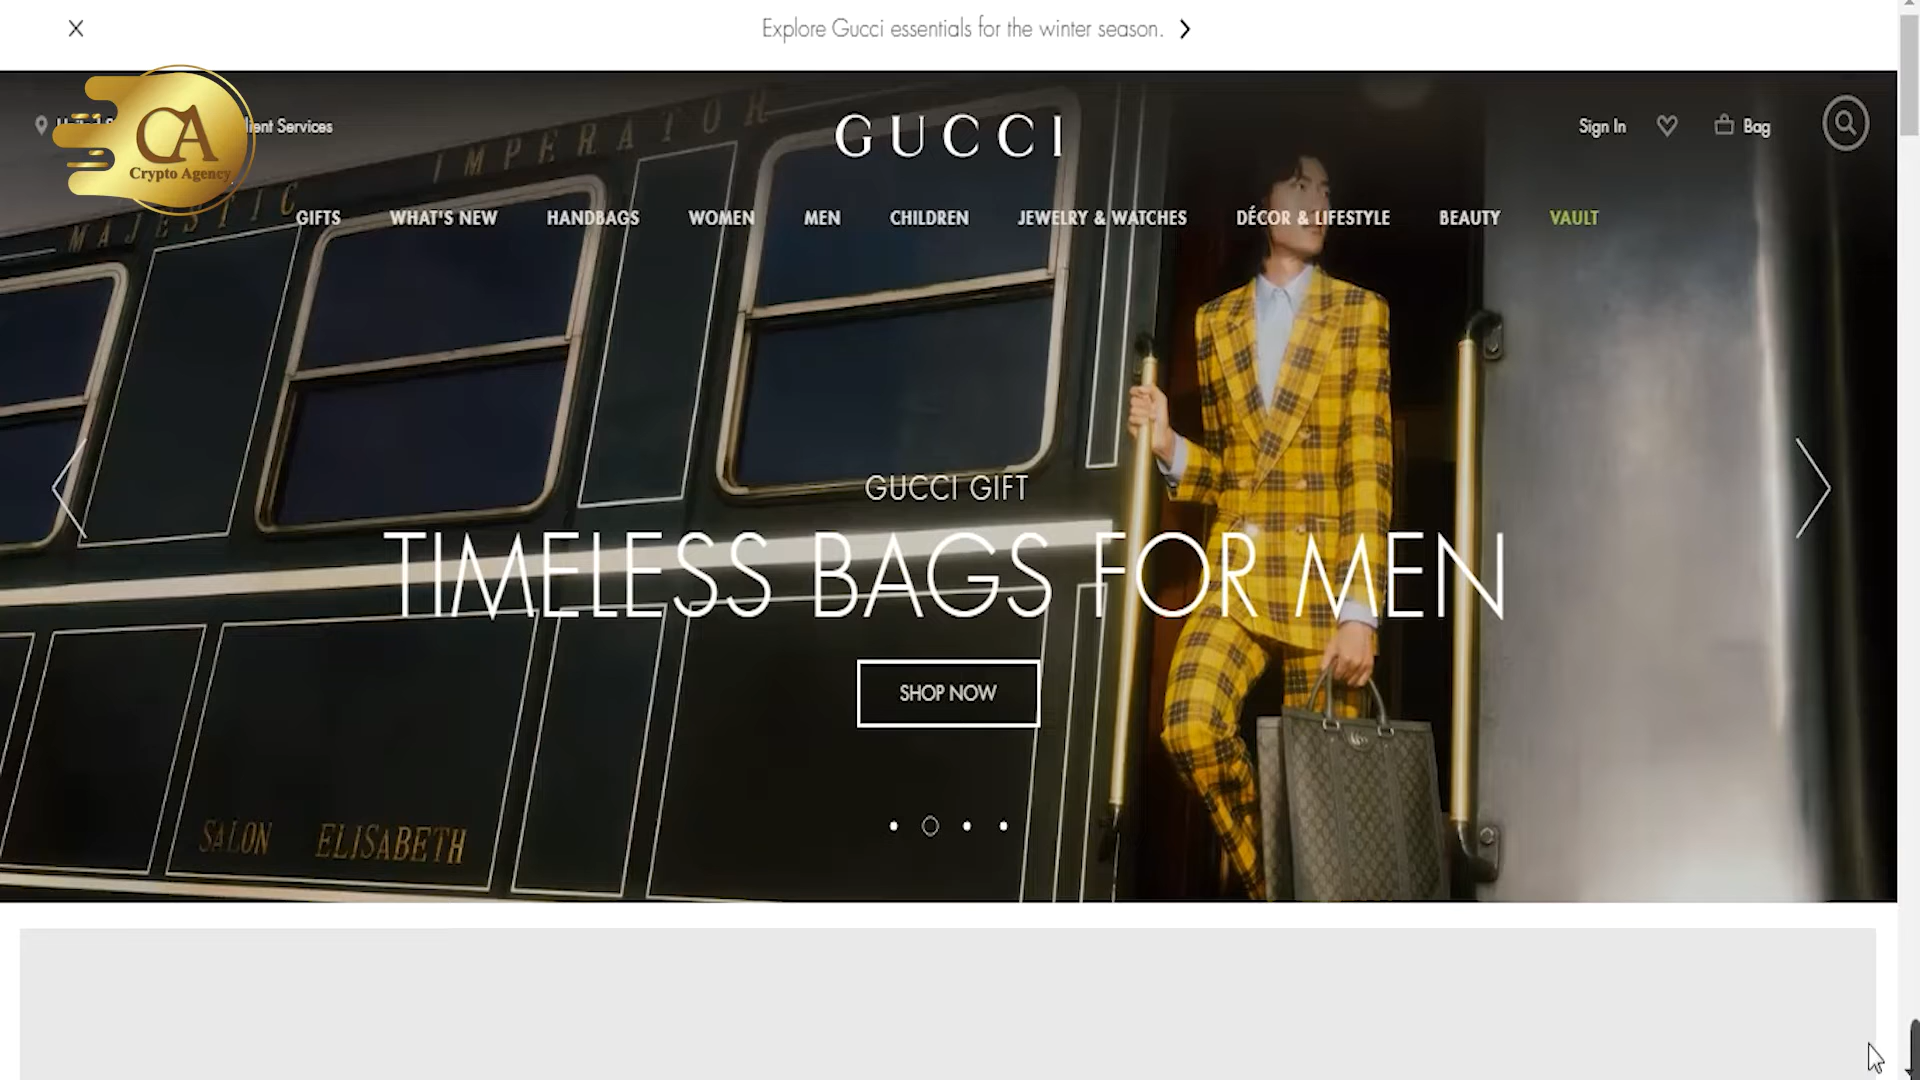 Explore Gucci essentials for the winter season.
CA
Crypto Agency
Client Services
GUCCI
Sign In
Bag
IMPERATOR
MAJESTIC
GIFTS
WHAT'S NEW
HANDBAGS
WOMEN
MEN
CHILDREN
JEWELRY & WATCHES
DÉCOR & LIFESTYLE
BEAUTY
VAULT
GUCCI GIFT
TIMELESS BAGS FOR MEN
SHOP NOW
SALON ELISABETH